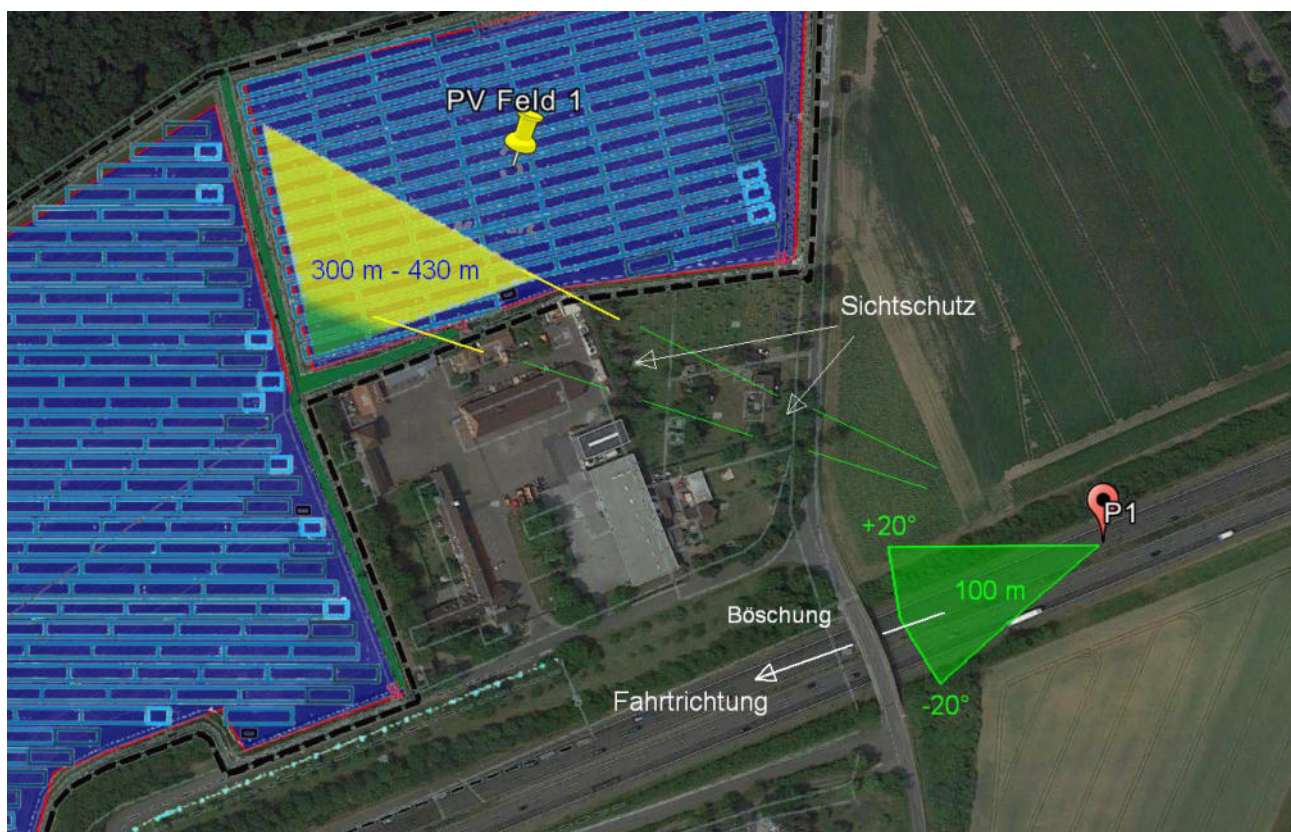 PV Feld 1
300 m - 430 m
Sichtschutz
P1
+20°
100 m
Böschung
Fahrtrichtung
-20°